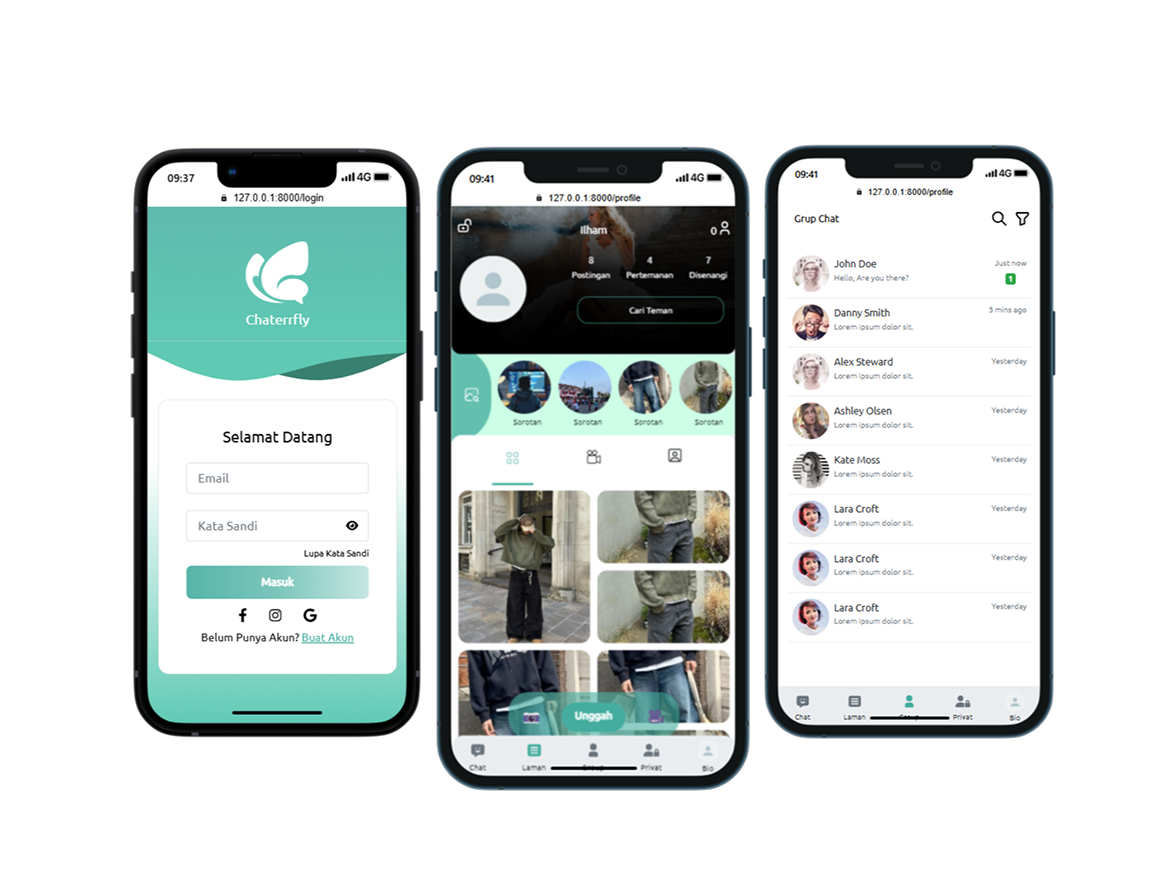 09:37
4G
127.0.0.1:8000/login
Chaterrfly
Selamat Datang
Email
Kata Sandi
Lupa Kata Sandi
Masuk
Belum Punya Akun? Buat Akun
09:41
4G
127.0.0.1:8000/profile
Ilham
0
8 4 7
Postingan Pertemanan Disenangi
Cari Teman
Sorotan Sorotan Sorotan Sorotan
Unggah
Chat Laman Group Privat Bio
09:41
4G
127.0.0.1:8000/profile
Grup Chat
John Doe Just now
Hello, Are you there? 1
Danny Smith 5 mins ago
Lorem ipsum dolor sit.
Alex Steward Yesterday
Lorem ipsum dolor sit.
Ashley Olsen Yesterday
Lorem ipsum dolor sit.
Kate Moss Yesterday
Lorem ipsum dolor sit.
Lara Croft Yesterday
Lorem ipsum dolor sit.
Lara Croft Yesterday
Lorem ipsum dolor sit.
Lara Croft Yesterday
Lorem ipsum dolor sit.
Chat Laman Group Privat Bio